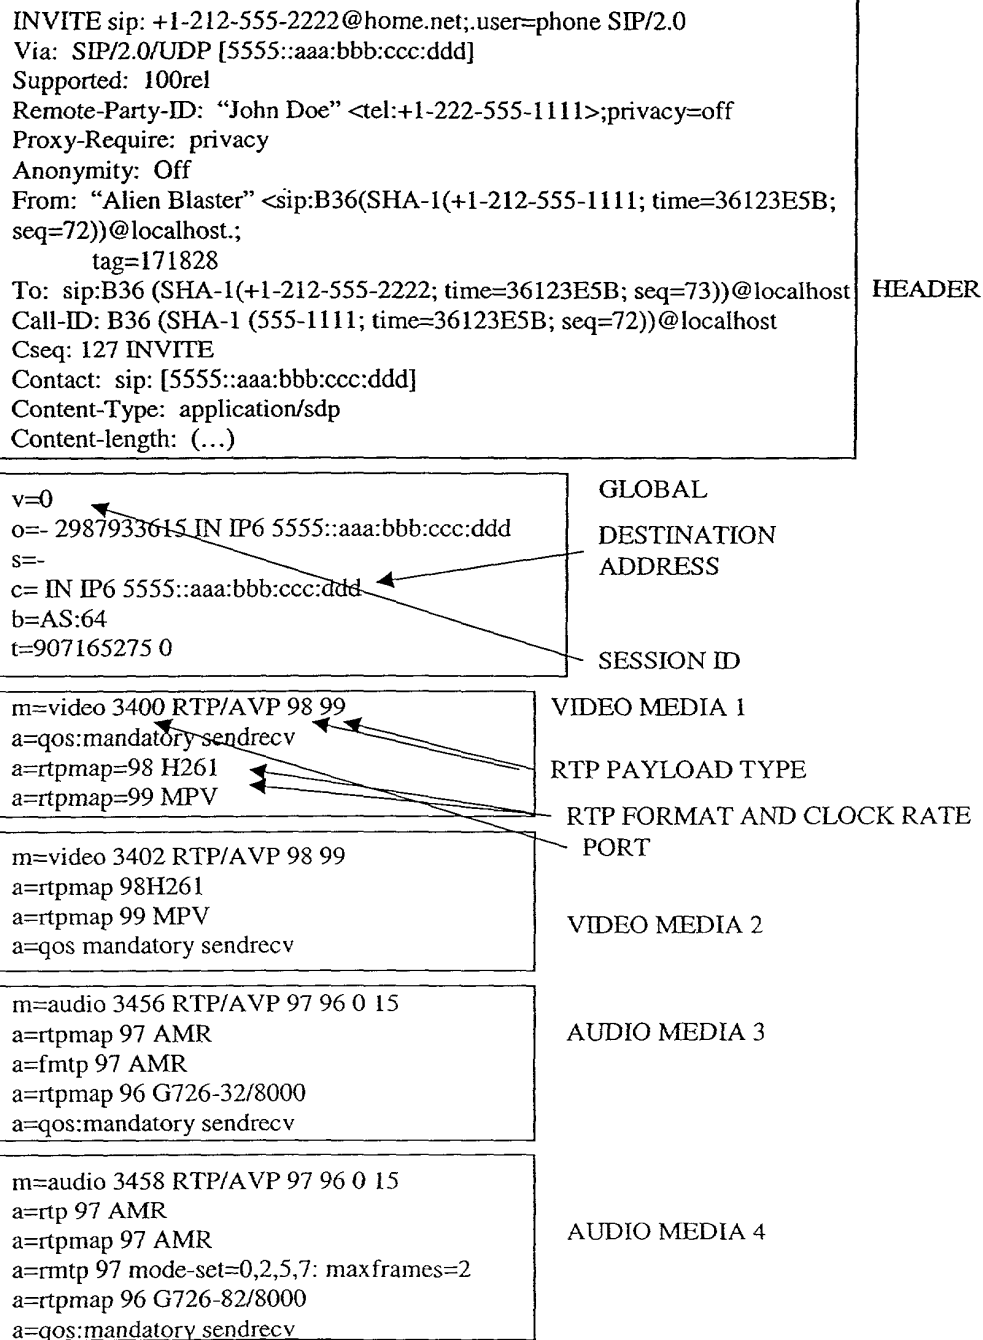 INVITE sip: +1-212-555-2222@home.net;.user=phone SIP/2.0
Via: SIP/2.0/UDP [5555::aaa:bbb:ccc:ddd]
Supported: 100rel
Remote-Party-ID: “John Doe” <tel:+1-222-555-1111>;privacy=off
Proxy-Require: privacy
Anonymity: Off
From: “Alien Blaster” <sip:B36(SHA-1(+1-212-555-1111; time=36123E5B;
seq=72))@localhost.;
tag=171828
To: sip:B36 (SHA-1(+1-212-555-2222; time=36123E5B; seq=73))@localhost
HEADER
Call-ID: B36 (SHA-1 (555-1111; time=36123E5B; seq=72))@localhost
Cseq: 127 INVITE
Contact: sip: [5555::aaa:bbb:ccc:ddd]
Content-Type: application/sdp
Content-length: (…)
GLOBAL
v=0
o=- 2987933615 IN IP6 5555::aaa:bbb:ccc:ddd
s=-
c= IN IP6 5555::aaa:bbb:ccc:ddd
b=AS:64
t=907165275 0
DESTINATION
ADDRESS
SESSION ID
m=video 3400 RTP/AVP 98 99
a=qos:mandatory sendrecv
a=rtpmap=98 H261
a=rtpmap=99 MPV
VIDEO MEDIA 1
RTP PAYLOAD TYPE
RTP FORMAT AND CLOCK RATE
PORT
m=video 3402 RTP/AVP 98 99
a=rtpmap 98H261
a=rtpmap 99 MPV
a=qos mandatory sendrecv
VIDEO MEDIA 2
m=audio 3456 RTP/AVP 97 96 0 15
a=rtpmap 97 AMR
a=fmtp 97 AMR
a=rtpmap 96 G726-32/8000
a=qos:mandatory sendrecv
AUDIO MEDIA 3
m=audio 3458 RTP/AVP 97 96 0 15
a=rtp 97 AMR
a=rtpmap 97 AMR
a=rmtp 97 mode-set=0,2,5,7: maxframes=2
a=rtpmap 96 G726-82/8000
a=qos:mandatory sendrecv
AUDIO MEDIA 4